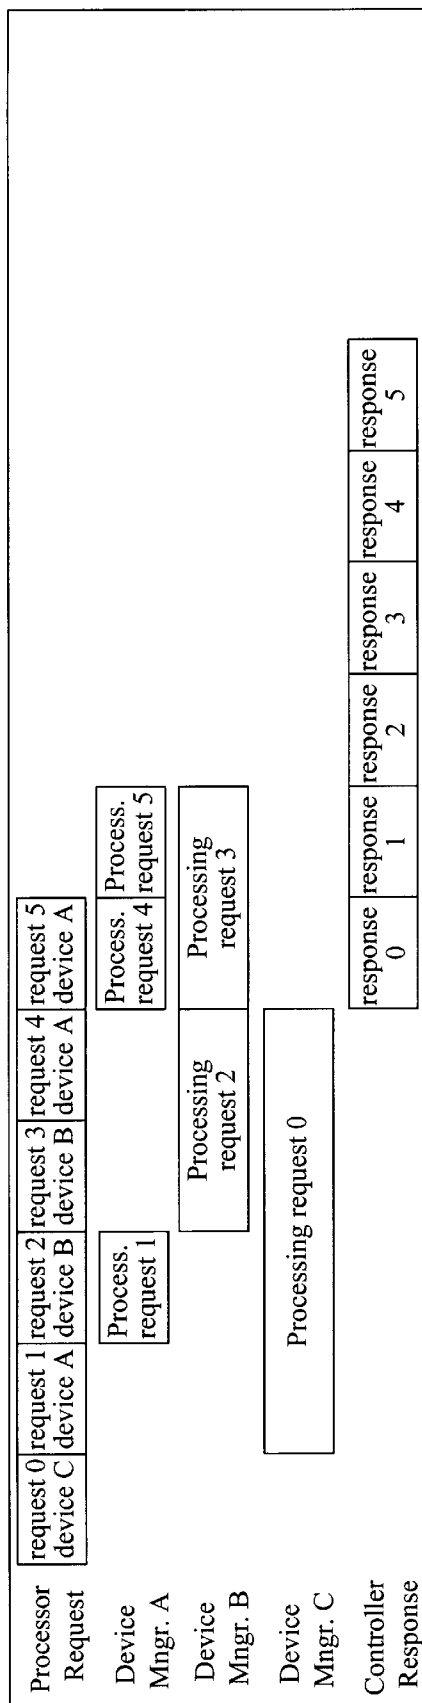 Processor
Request
request 0
device C
request 1
device A
request 2
device B
request 3
device B
request 4
device A
request 5
device A
Device
Mngr. A
Process.
request 1
Process.
request 4
Process.
request 5
Device
Mngr. B
Processing
request 2
Processing
request 3
Device
Mngr. C
Processing request 0
Controller
Response
response
0
response
1
response
2
response
3
response
4
response
5